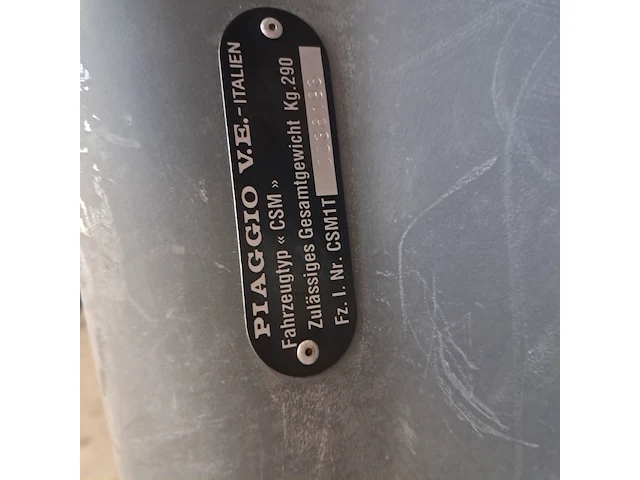 PIAGGIO V.E.-ITALIEN
Fahrzeugtyp « CSM »
Zulässiges Gesamtgewicht Kg.290
Fz. I. Nr. CSM1T